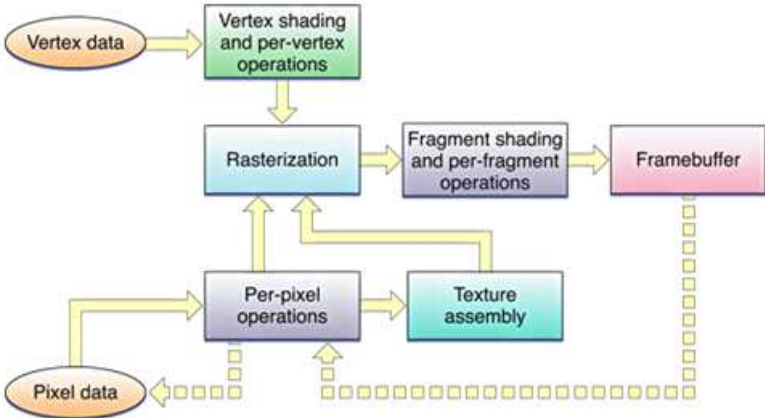 Vertex data
Vertex shading
and per-vertex
operations
Rasterization
Fragment shading
and per-fragment
operations
Framebuffer
Per-pixel
operations
Texture
assembly
Pixel data